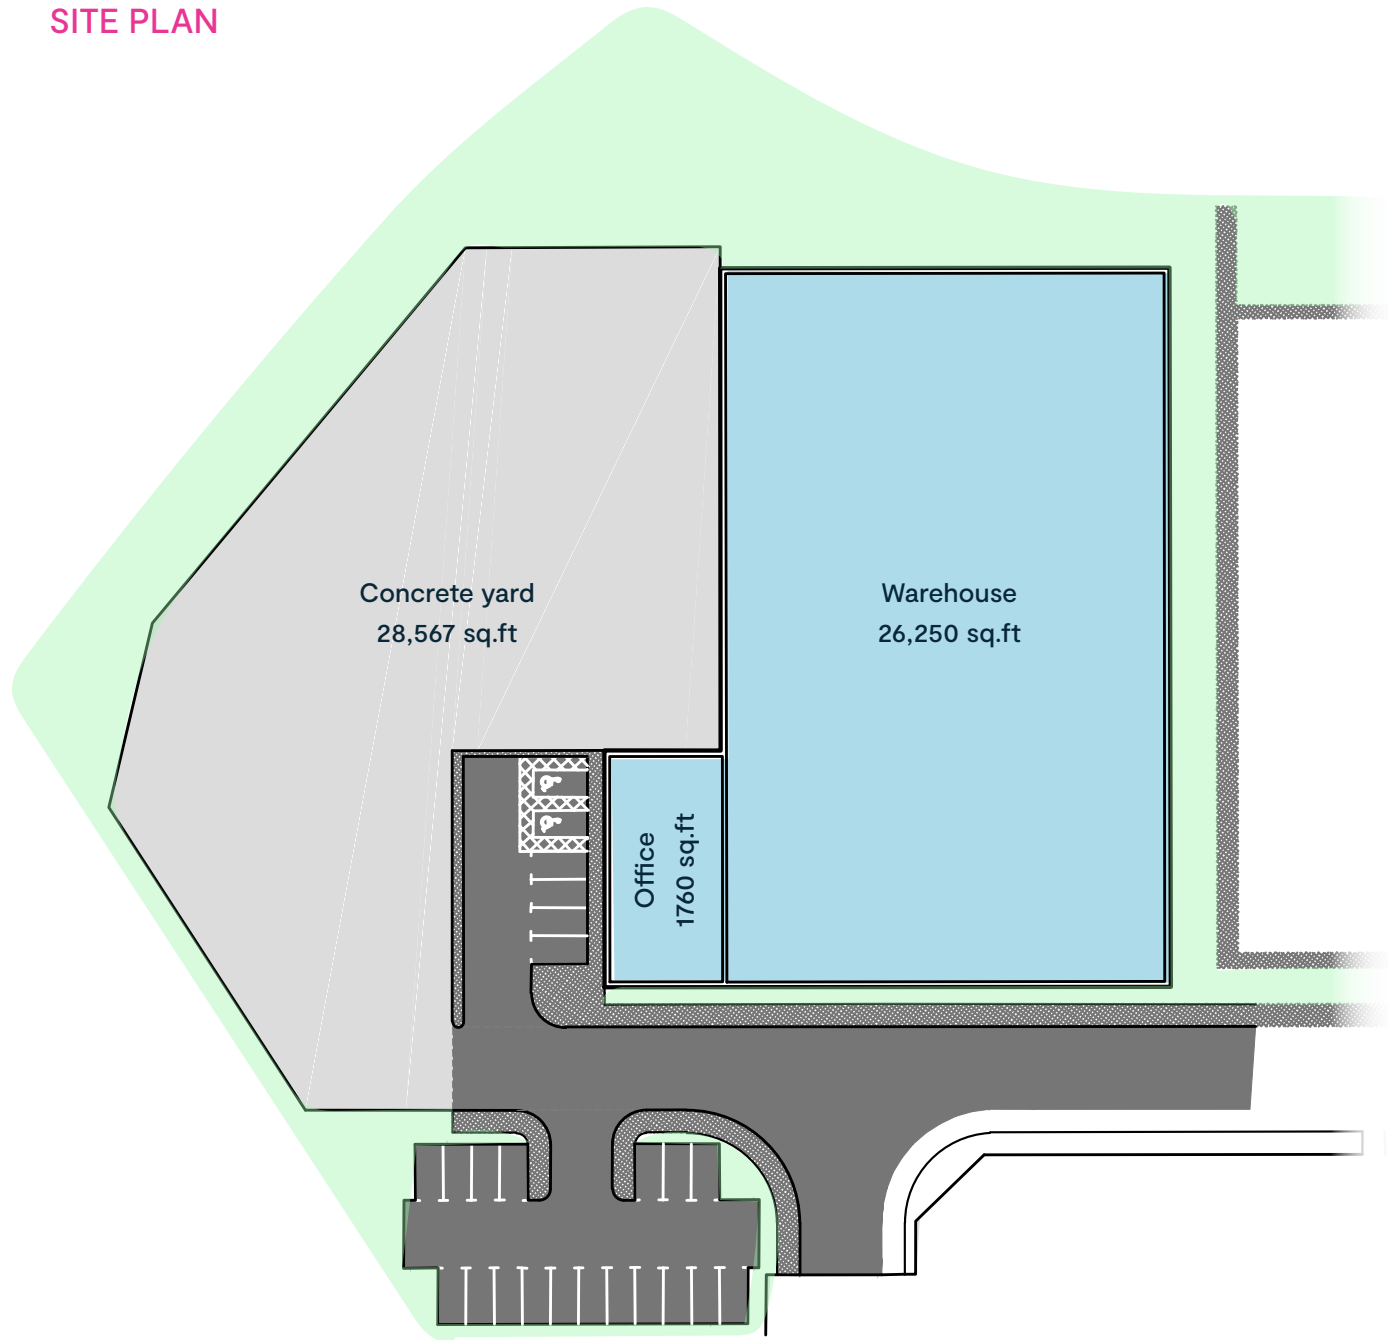 SITE PLAN
Concrete yard
28,567 sq.ft
Warehouse
26,250 sq.ft
Office
1760 sq.ft